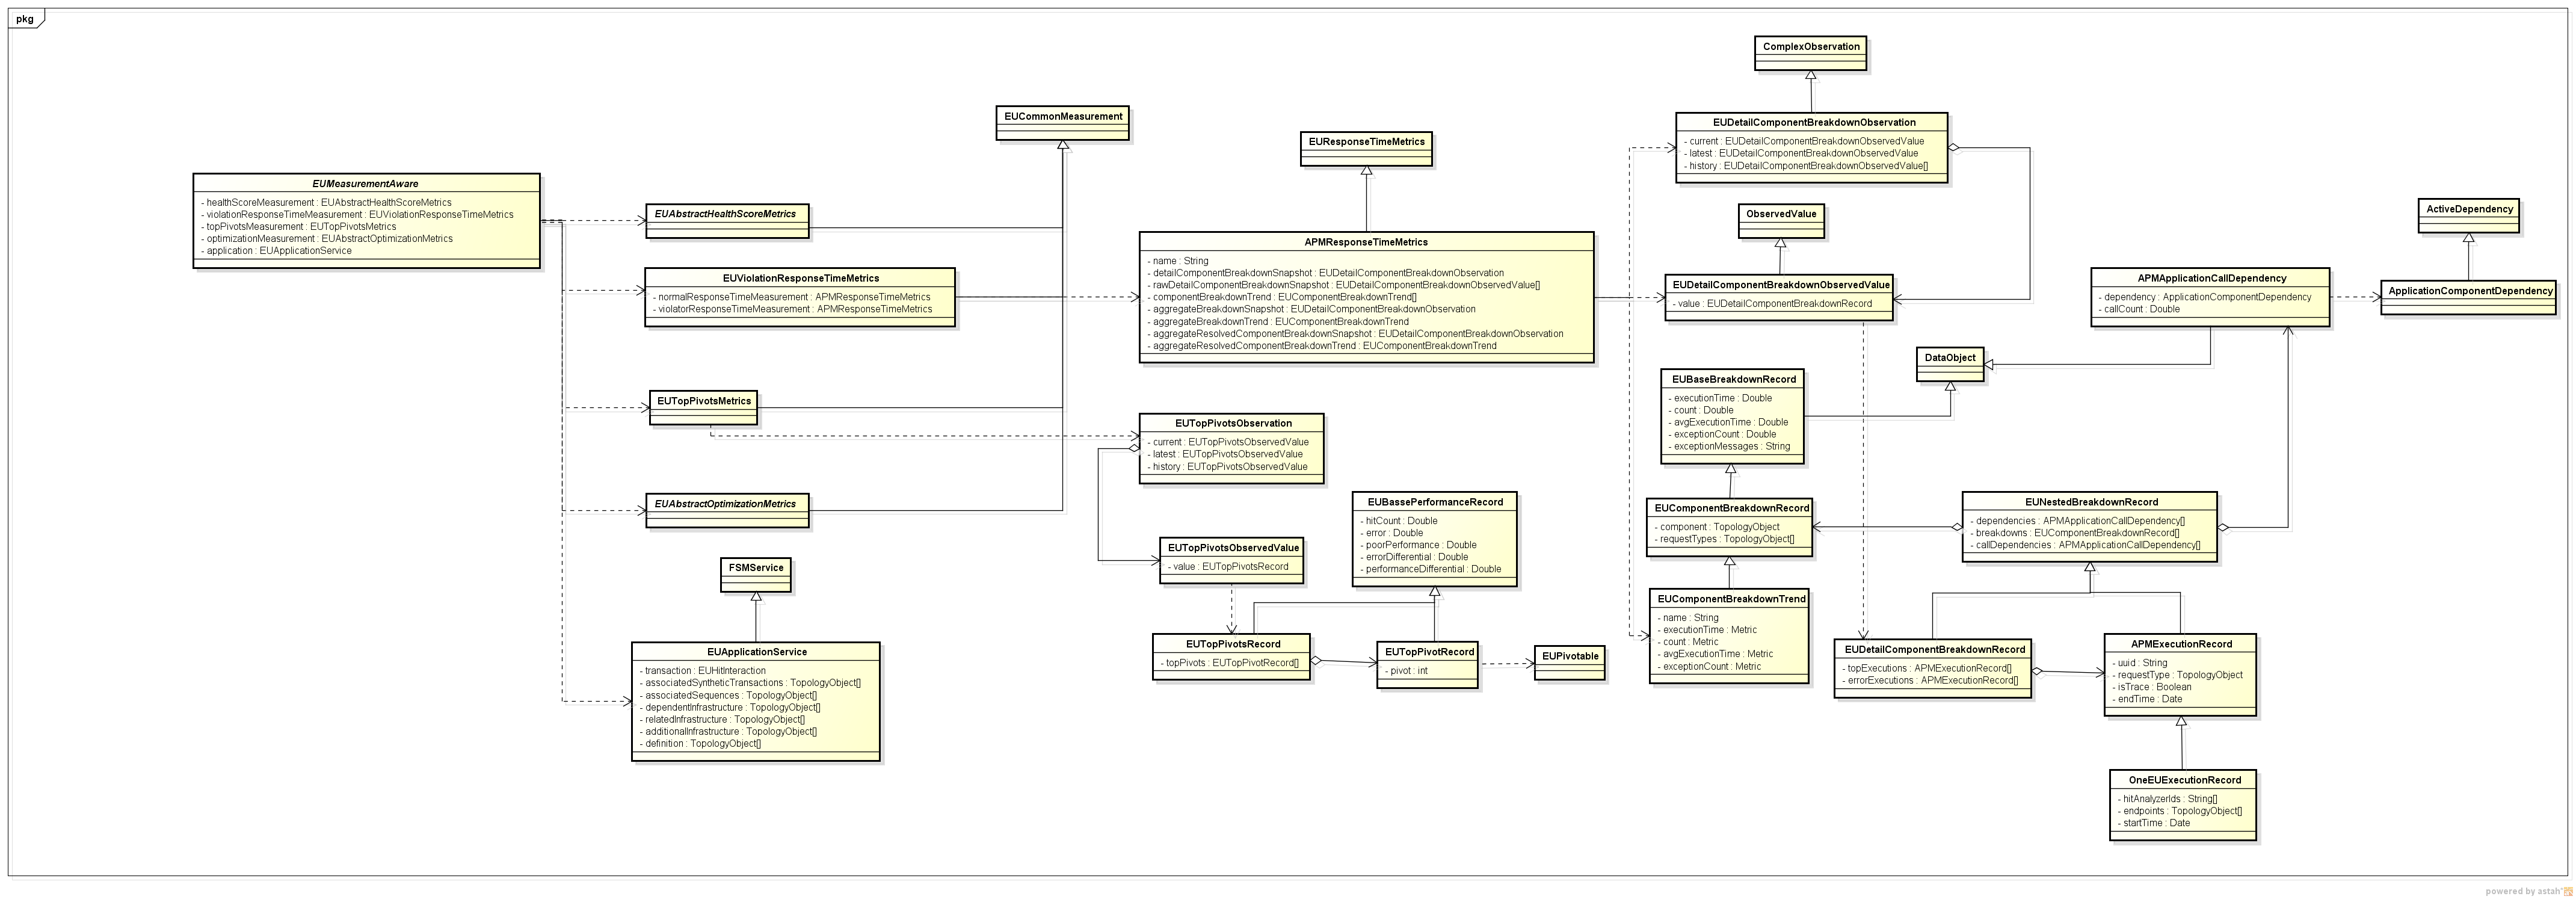 pkg
EUMeasurementAware
- healthScoreMeasurement : EUAbstractHealthScoreMetrics
- violationResponseTimeMeasurement : EUViolationResponseTimeMetrics
- topPivotsMeasurement : EUTopPivotsMetrics
- optimizationMeasurement : EUAbstractOptimizationMetrics
- application : EUApplicationService
EUAbstractHealthScoreMetrics
EUViolationResponseTimeMetrics
- normalResponseTimeMeasurement : APMResponseTimeMetrics
- violatorResponseTimeMeasurement : APMResponseTimeMetrics
EUTopPivotsMetrics
EUAbstractOptimizationMetrics
FSMService
EUApplicationService
- transaction : EUHitInteraction
- associatedSyntheticTransactions : TopologyObject[]
- associatedSequences : TopologyObject[]
- dependentInfrastructure : TopologyObject[]
- relatedInfrastructure : TopologyObject[]
- additionalInfrastructure : TopologyObject[]
- definition : TopologyObject[]
EUCommonMeasurement
EUResponseTimeMetrics
APMResponseTimeMetrics
- name : String
- detailComponentBreakdownSnapshot : EUDetailComponentBreakdownObservation
- rawDetailComponentBreakdownSnapshot : EUDetailComponentBreakdownObservedValue[]
- componentBreakdownTrend : EUComponentBreakdownTrend[]
- aggregateBreakdownSnapshot : EUDetailComponentBreakdownObservation
- aggregateBreakdownTrend : EUComponentBreakdownTrend
- aggregateResolvedComponentBreakdownSnapshot : EUDetailComponentBreakdownObservation
- aggregateResolvedComponentBreakdownTrend : EUComponentBreakdownTrend
EUTopPivotsObservation
- current : EUTopPivotsObservedValue
- latest : EUTopPivotsObservedValue
- history : EUTopPivotsObservedValue
EUTopPivotsObservedValue
- value : EUTopPivotsRecord
EUBassePerformanceRecord
- hitCount : Double
- error : Double
- poorPerformance : Double
- errorDifferential : Double
- performanceDifferential : Double
EUTopPivotsRecord
- topPivots : EUTopPivotRecord[]
EUTopPivotRecord
- pivot : int
EUPivotable
ComplexObservation
EUDetailComponentBreakdownObservation
- current : EUDetailComponentBreakdownObservedValue
- latest : EUDetailComponentBreakdownObservedValue
- history : EUDetailComponentBreakdownObservedValue[]
ObservedValue
EUDetailComponentBreakdownObservedValue
- value : EUDetailComponentBreakdownRecord
DataObject
EUBaseBreakdownRecord
- executionTime : Double
- count : Double
- avgExecutionTime : Double
- exceptionCount : Double
- exceptionMessages : String
EUComponentBreakdownRecord
- component : TopologyObject
- requestTypes : TopologyObject[]
EUComponentBreakdownTrend
- name : String
- executionTime : Metric
- count : Metric
- avgExecutionTime : Metric
- exceptionCount : Metric
ActiveDependency
APMApplicationCallDependency
- dependency : ApplicationComponentDependency
- callCount : Double
ApplicationComponentDependency
EUNestedBreakdownRecord
- dependencies : APMApplicationCallDependency[]
- breakdowns : EUComponentBreakdownRecord[]
- callDependencies : APMApplicationCallDependency[]
EUDetailComponentBreakdownRecord
- topExecutions : APMExecutionRecord[]
- errorExecutions : APMExecutionRecord[]
APMExecutionRecord
- uuid : String
- requestType : TopologyObject
- isTrace : Boolean
- endTime : Date
OneEUExecutionRecord
- hitAnalyzerIds : String[]
- endpoints : TopologyObject[]
- startTime : Date
powered by astah*